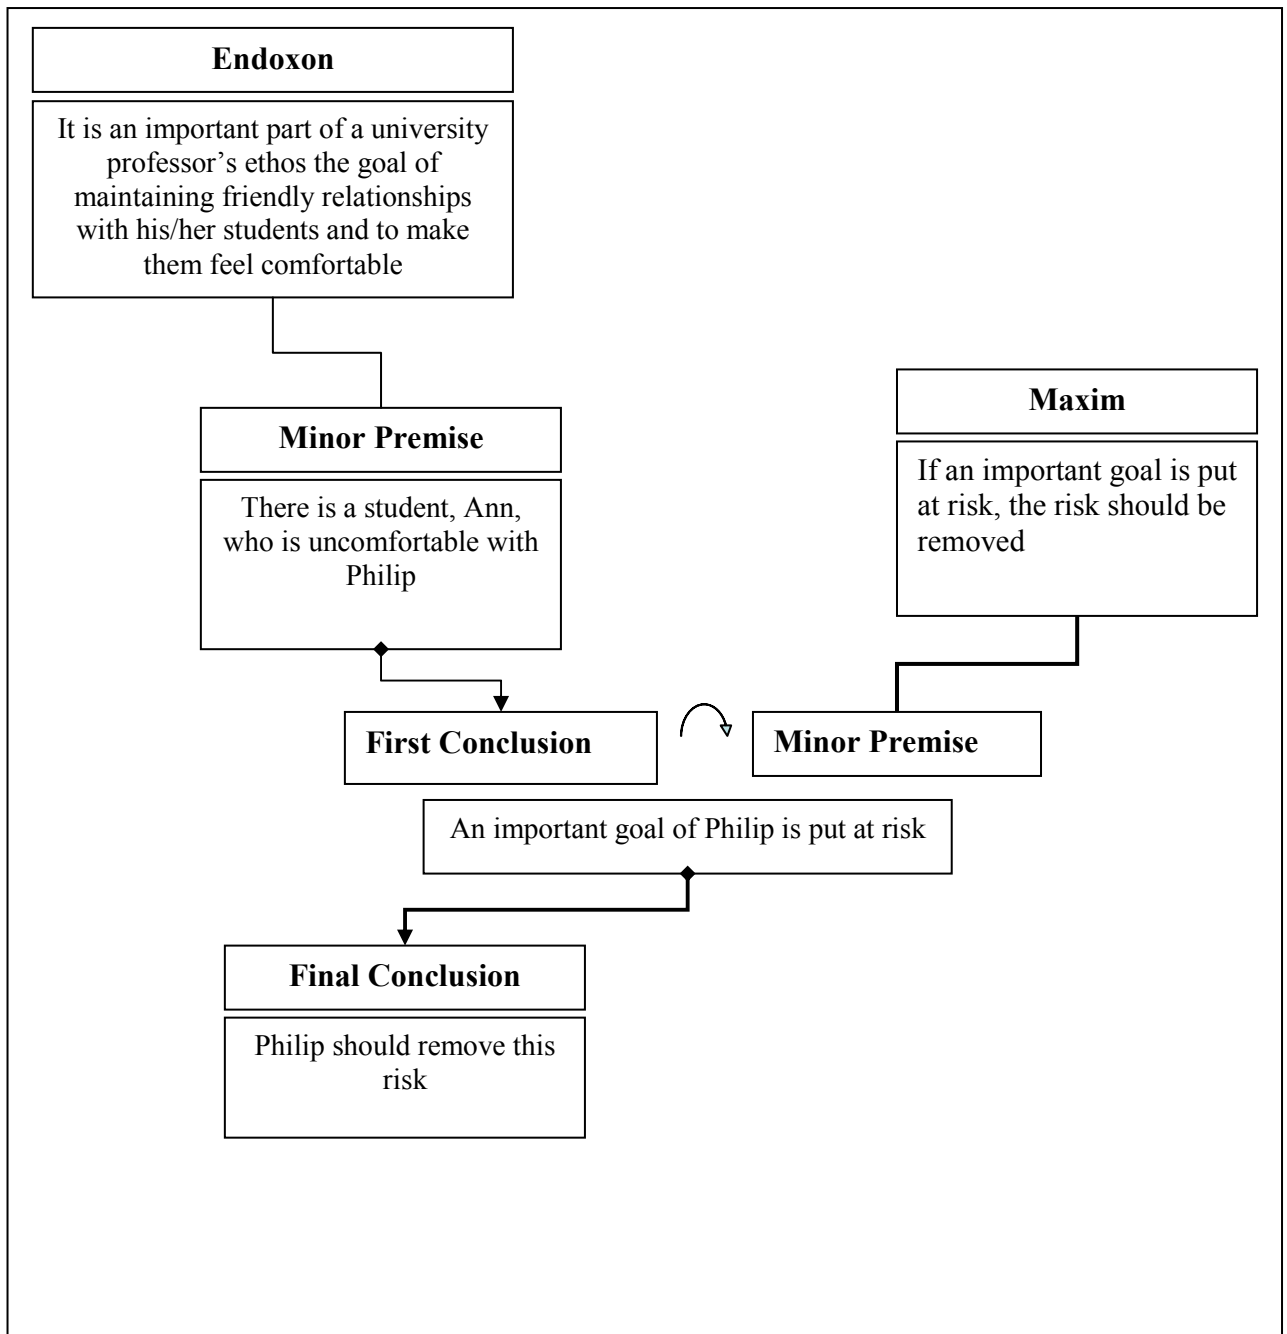 Endoxon
It is an important part of a university
professor’s ethos the goal of
maintaining friendly relationships
with his/her students and to make
them feel comfortable
Minor Premise
There is a student, Ann,
who is uncomfortable with
Philip
Maxim
If an important goal is put
at risk, the risk should be
removed
First Conclusion
Minor Premise
An important goal of Philip is put at risk
Final Conclusion
Philip should remove this
risk